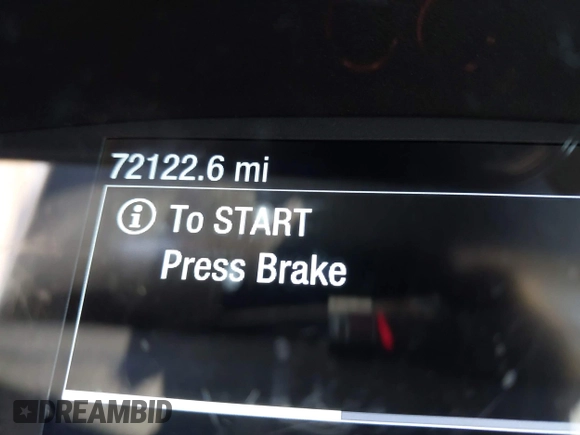 72122.6 mi
To START
Press Brake
DREAMBID